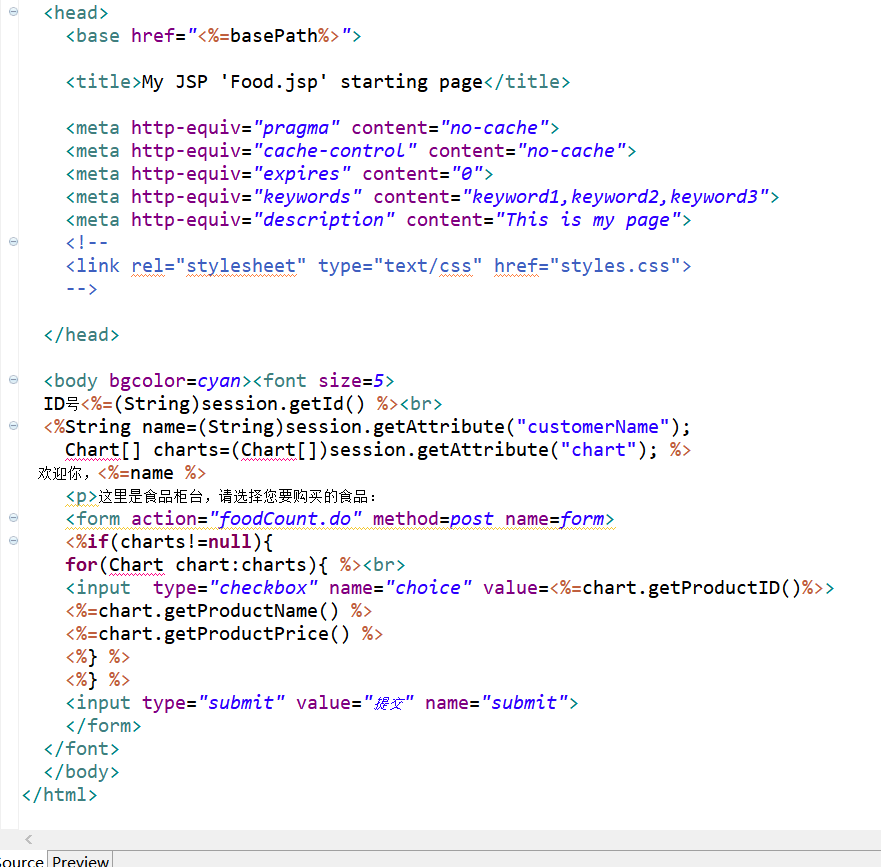 <head>
<base href="<%=basePath%>">
<title>My JSP 'Food.jsp' starting page</title>
<meta http-equiv="pragma" content="no-cache">
<meta http-equiv="cache-control" content="no-cache">
<meta http-equiv="expires" content="0">
<meta http-equiv="keywords" content="keyword1,keyword2,keyword3">
<meta http-equiv="description" content="This is my page">
<!--
<link rel="stylesheet" type="text/css" href="styles.css">
-->
</head>
<body bgcolor=cyan><font size=5>
ID号<%=(String)session.getId() %><br>
<%String name=(String)session.getAttribute("customerName");
Chart[] charts=(Chart[])session.getAttribute("chart"); %>
欢迎你，<%=name %>
<p>这里是食品柜台，请选择您要购买的食品：
<form action="foodCount.do" method=post name=form>
<%if(charts!=null){
for(Chart chart:charts){ %><br>
<input  type="checkbox" name="choice" value=<%=chart.getProductID()%>>
<%=chart.getProductName() %>
<%=chart.getProductPrice() %>
<%} %>
<%} %>
<input type="submit" value="提交" name="submit">
</form>
</font>
</body>
</html>
Source Preview